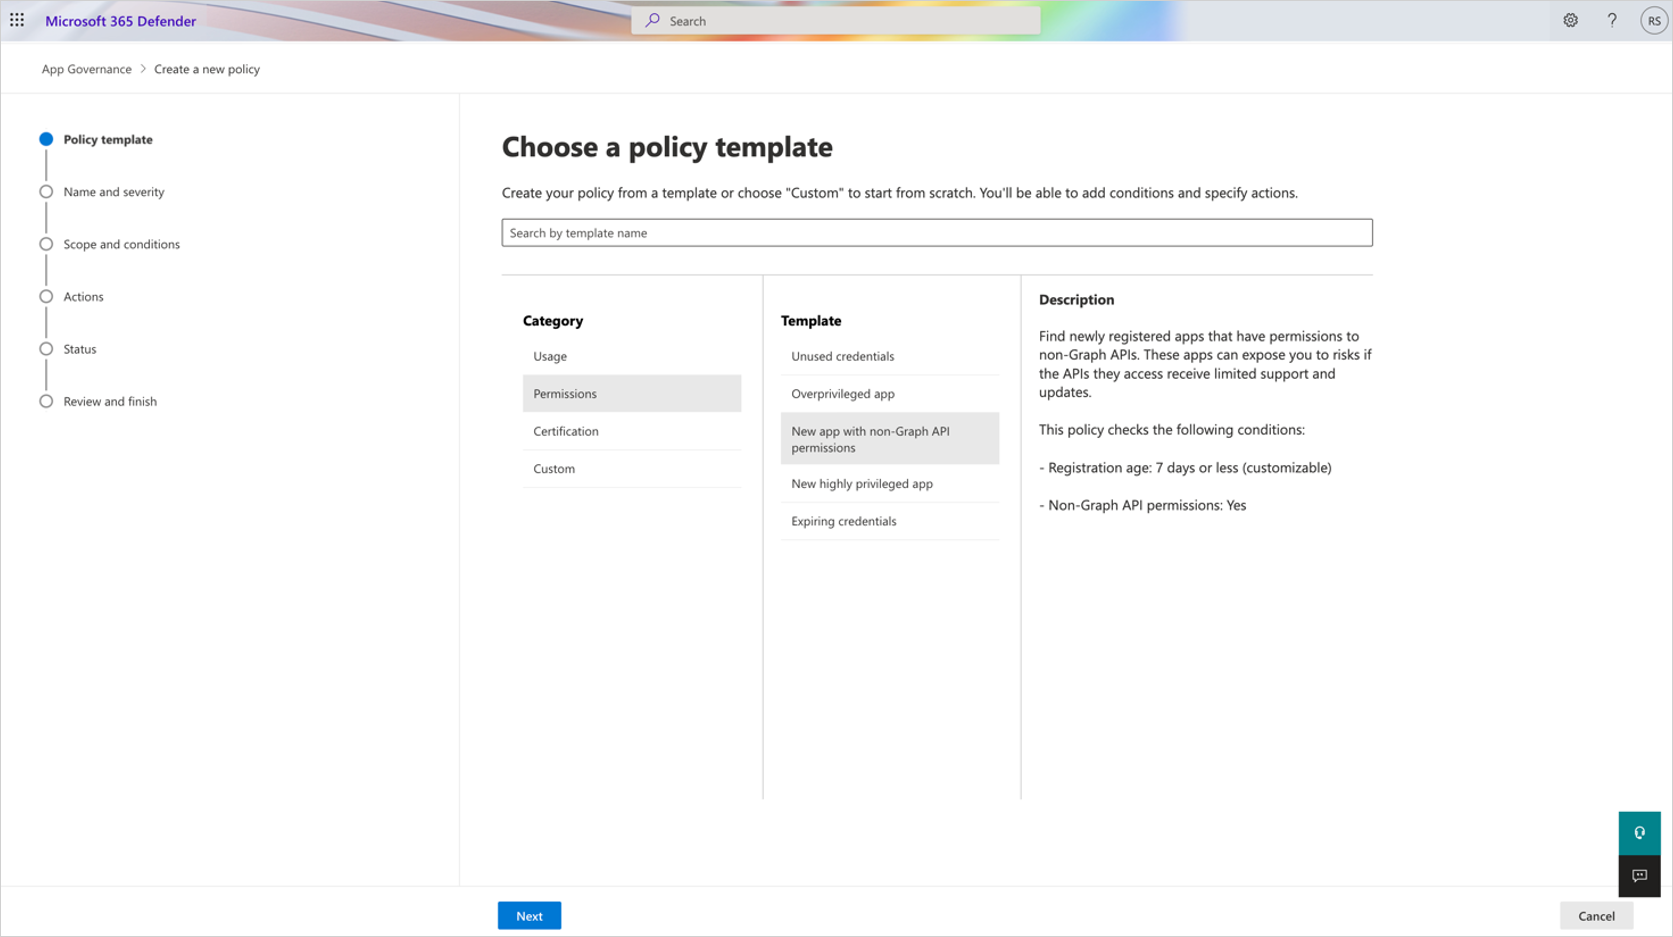 Microsoft 365 Defender
Search
?
RS
App Governance > Create a new policy
Policy template
Name and severity
Scope and conditions
Actions
Status
Review and finish
Choose a policy template
Create your policy from a template or choose "Custom" to start from scratch. You'll be able to add conditions and specify actions.
Search by template name
Category
Usage
Permissions
Certification
Custom
Template
Unused credentials
Overprivileged app
New app with non-Graph API
permissions
New highly privileged app
Expiring credentials
Description
Find newly registered apps that have permissions to
non-Graph APIs. These apps can expose you to risks if
the APIs they access receive limited support and
updates.
This policy checks the following conditions:
- Registration age: 7 days or less (customizable)
- Non-Graph API permissions: Yes
Next
Cancel